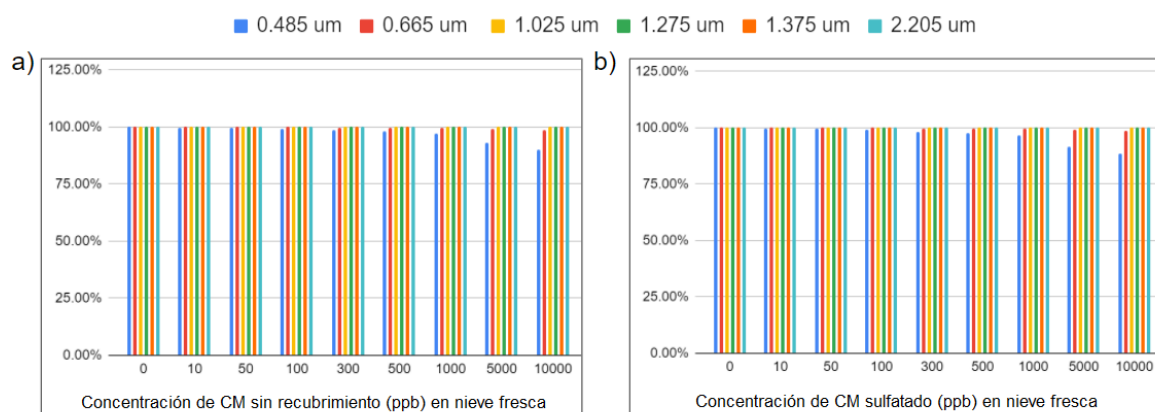 0.485 um 0.665 um 1.025 um 1.275 um 1.375 um 2.205 um
a)
125.00%
100.00%
75.00%
50.00%
25.00%
0.00%
0 10 50 100 300 500 1000 5000 10000
Concentración de CM sin recubrimiento (ppb) en nieve fresca
b)
125.00%
100.00%
75.00%
50.00%
25.00%
0.00%
0 10 50 100 300 500 1000 5000 10000
Concentración de CM sulfatado (ppb) en nieve fresca